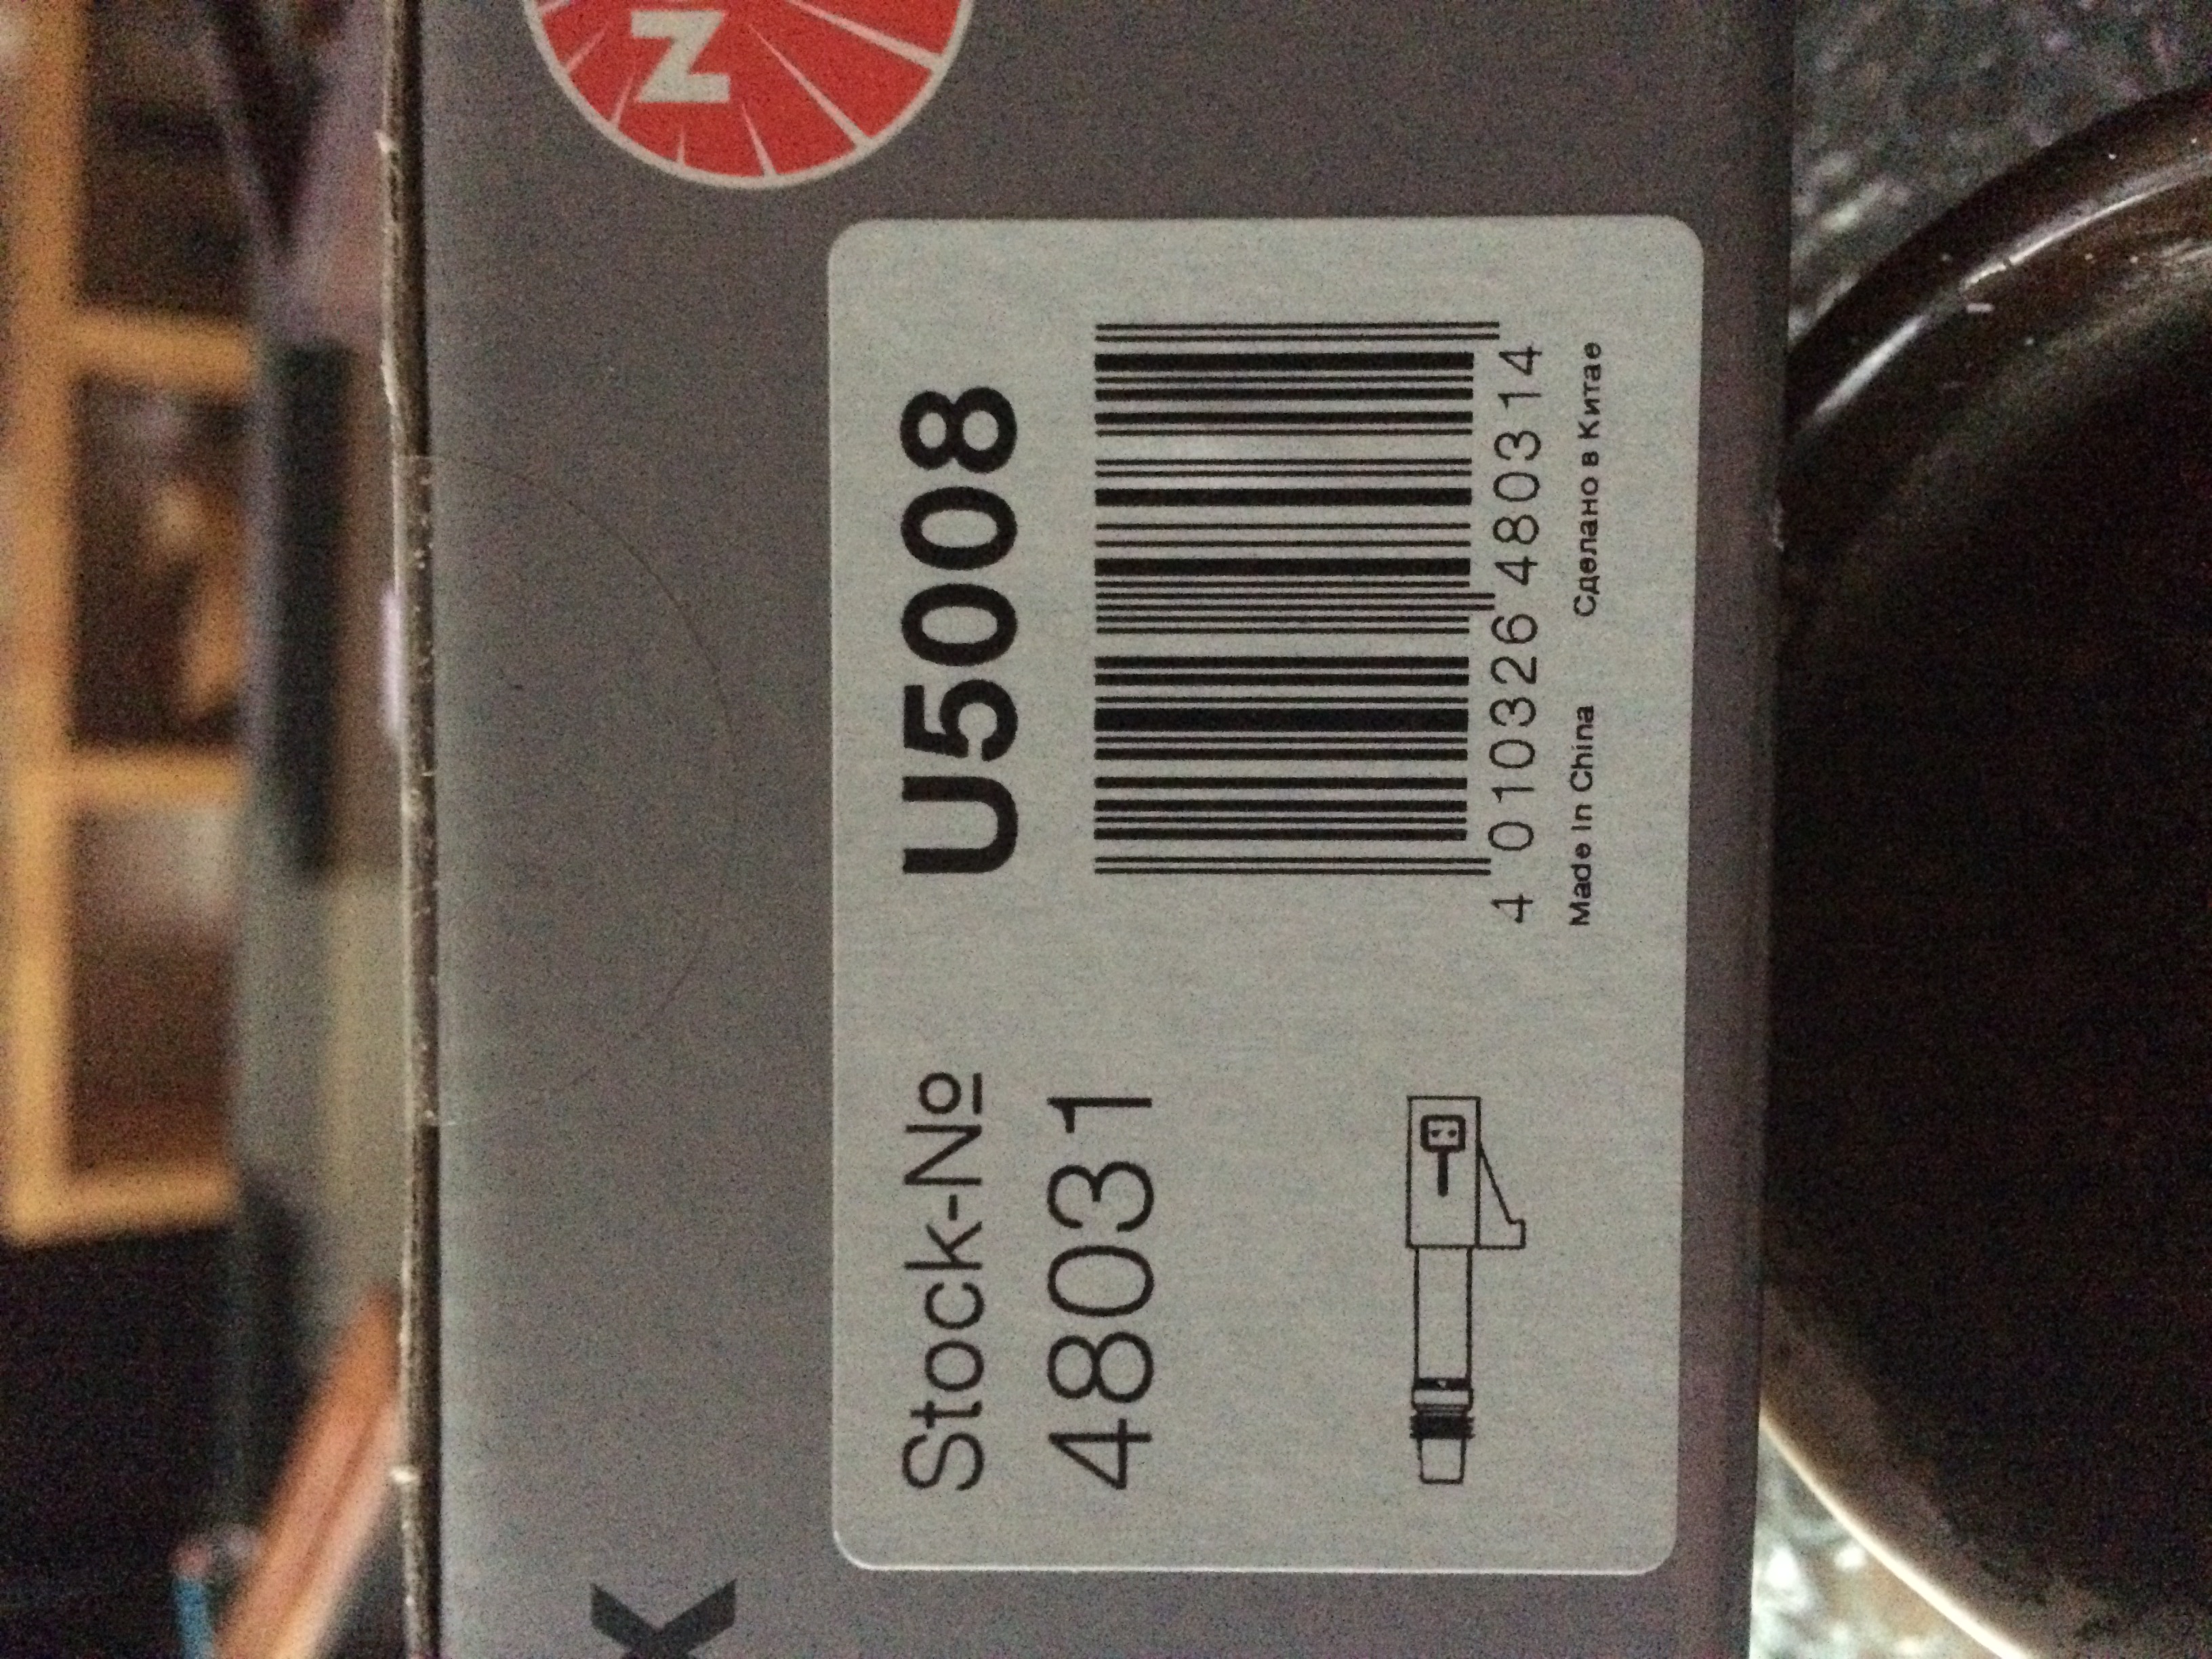 Z
Stock-№ U5008
48031
4 010326 480314
Made in China Сделано в Китае